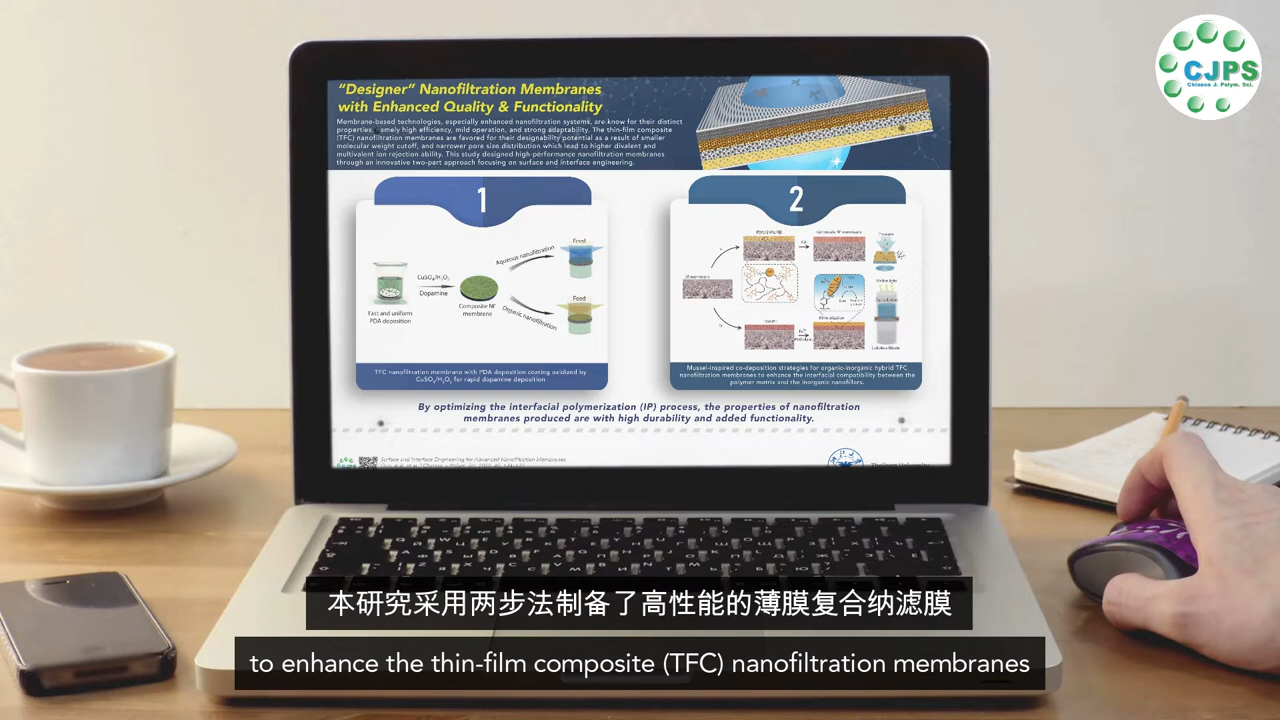 CJPS
Chinese J. Polym. Sci.
“Designer” Nanofiltration Membranes
with Enhanced Quality & Functionality
Membrane-based technologies, especially enhanced nanofiltration systems, are know for their distinct
properties, amely high efficiency, mild operation, and strong adaptability. The thin-film composite
(TFC) nanofiltration membranes are favored for their designability potential as a result of smaller
molecular weight cutoff, and narrower pore size distribution which lead to higher divalent and
multivalent ion rejection ability. This study designed high-performance nanofiltration membranes
through an innovative two-part approach focusing on surface and interface engineering.
1
Fast and uniform
PDA deposition
CuSO₄/H₂O₂
Dopamine
Composite NF
membrane
Aqueous nanofiltration
Organic nanofiltration
Feed
Feed
TFC nanofiltration membrane with PDA deposition coating oxidized by
CuSO₄/H₂O₂ for rapid dopamine deposition
2
Composite NF membrane
Mussel-inspired co-deposition strategies for organic-inorganic hybrid TFC
nanofiltration membranes to enhance the interfacial compatibility between the
polymer matrix and the inorganic nanofillers.
By optimizing the interfacial polymerization (IP) process, the properties of nanofiltration
membranes produced are with high durability and added functionality.
Surface and Interface Engineering for Advanced Nanofiltration Membranes
本研究采用两步法制备了高性能的薄膜复合纳滤膜
to enhance the thin-film composite (TFC) nanofiltration membranes